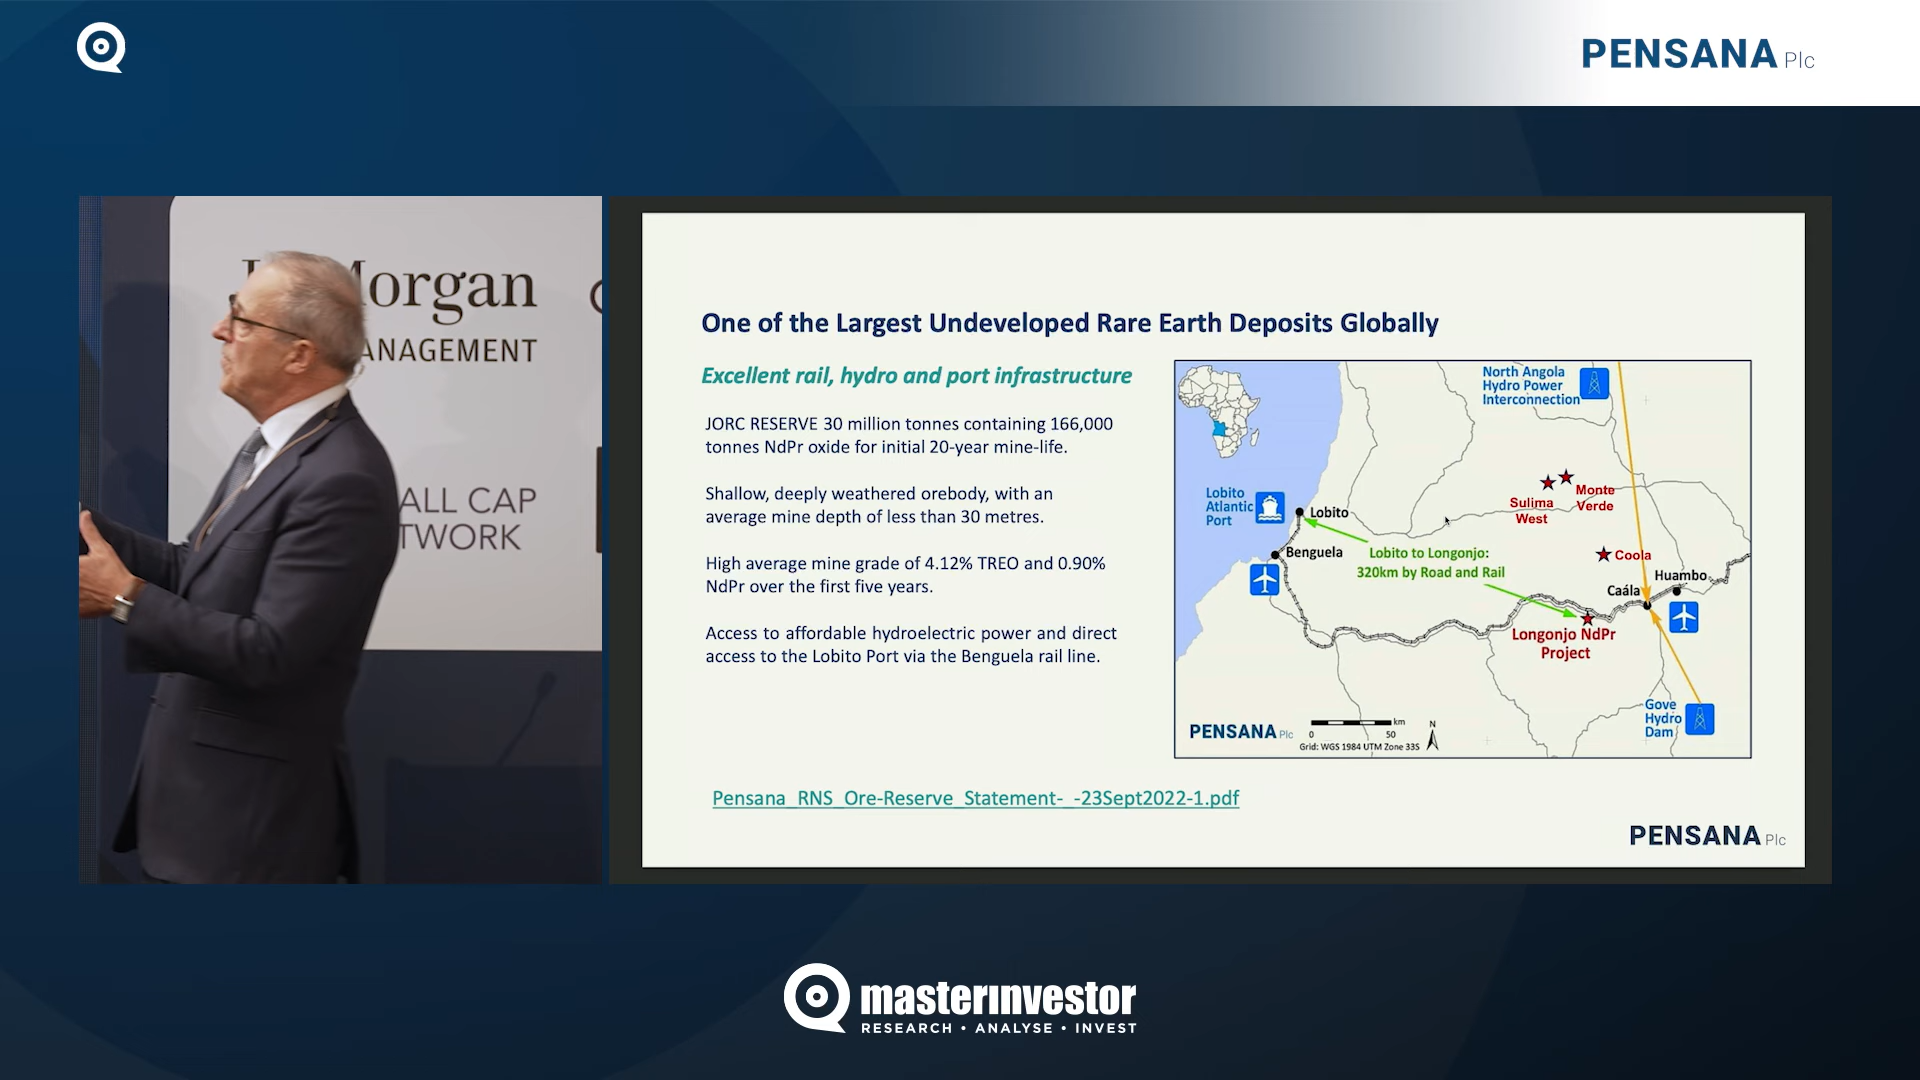 PENSANA Plc
Morgan
ANAGEMENT
ALL CAP
TWORK
One of the Largest Undeveloped Rare Earth Deposits Globally
Excellent rail, hydro and port infrastructure
JORC RESERVE 30 million tonnes containing 166,000
tonnes NdPr oxide for initial 20-year mine-life.
Shallow, deeply weathered orebody, with an
average mine depth of less than 30 metres.
High average mine grade of 4.12% TREO and 0.90%
NdPr over the first five years.
Access to affordable hydroelectric power and direct
access to the Lobito Port via the Benguela rail line.
North Angola
Hydro Power
Interconnection
Sulima
West
Monte
Verde
Lobito
Atlantic
Port
Lobito
Benguela
Lobito to Longonjo:
320km by Road and Rail
Coola
Huambo
Caála
Longonjo NdPr
Project
Gove
Hydro
Dam
PENSANA Plc
km
0 50
Grid: WGS 1984 UTM Zone 33S
N
Pensana_RNS_Ore-Reserve_Statement-_-23Sept2022-1.pdf
PENSANA Plc
masterinvestor
RESEARCH • ANALYSE • INVEST